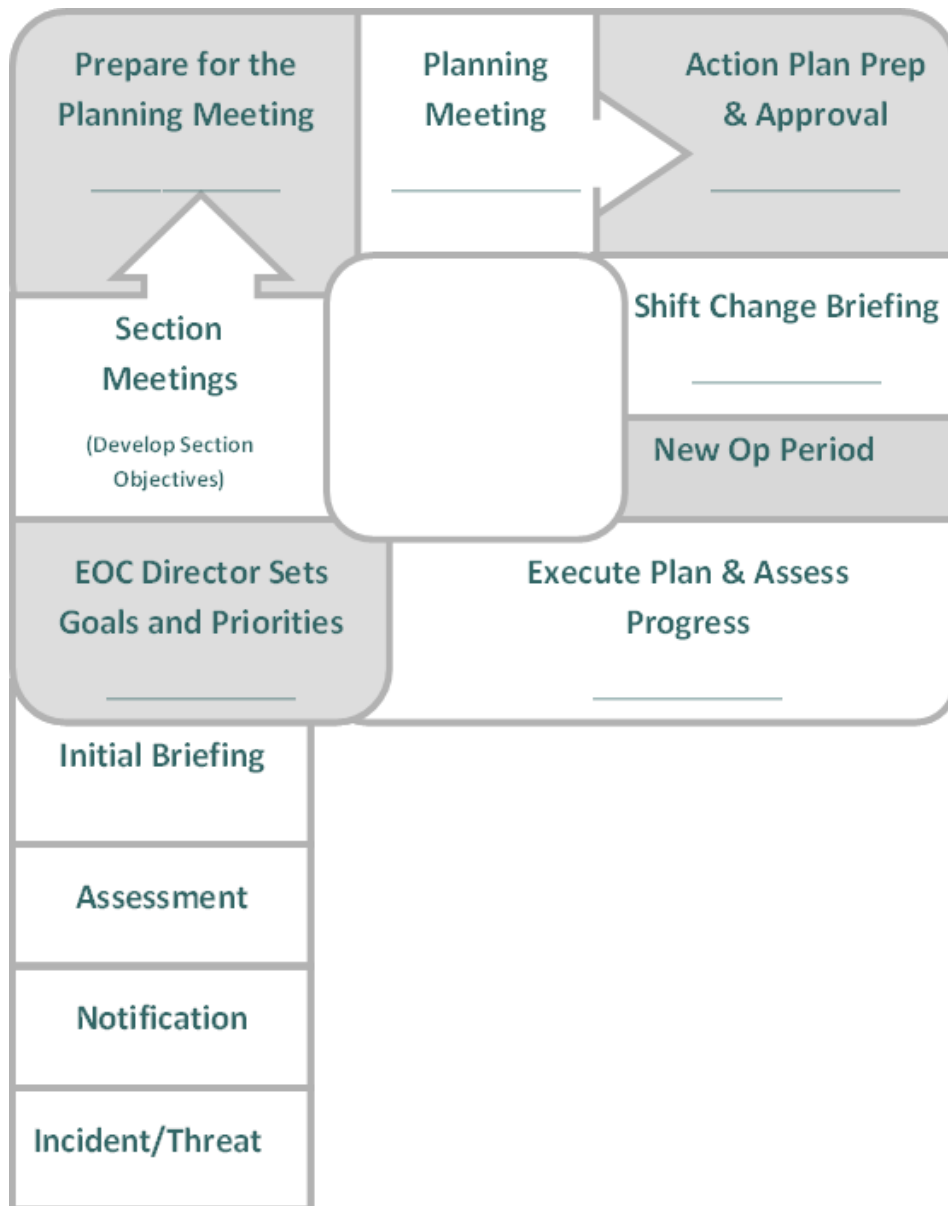 Prepare for the
Planning Meeting
Planning
Meeting
Action Plan Prep
& Approval
Section
Meetings
(Develop Section
Objectives)
Shift Change Briefing
New Op Period
EOC Director Sets
Goals and Priorities
Execute Plan & Assess
Progress
Initial Briefing
Assessment
Notification
Incident/Threat